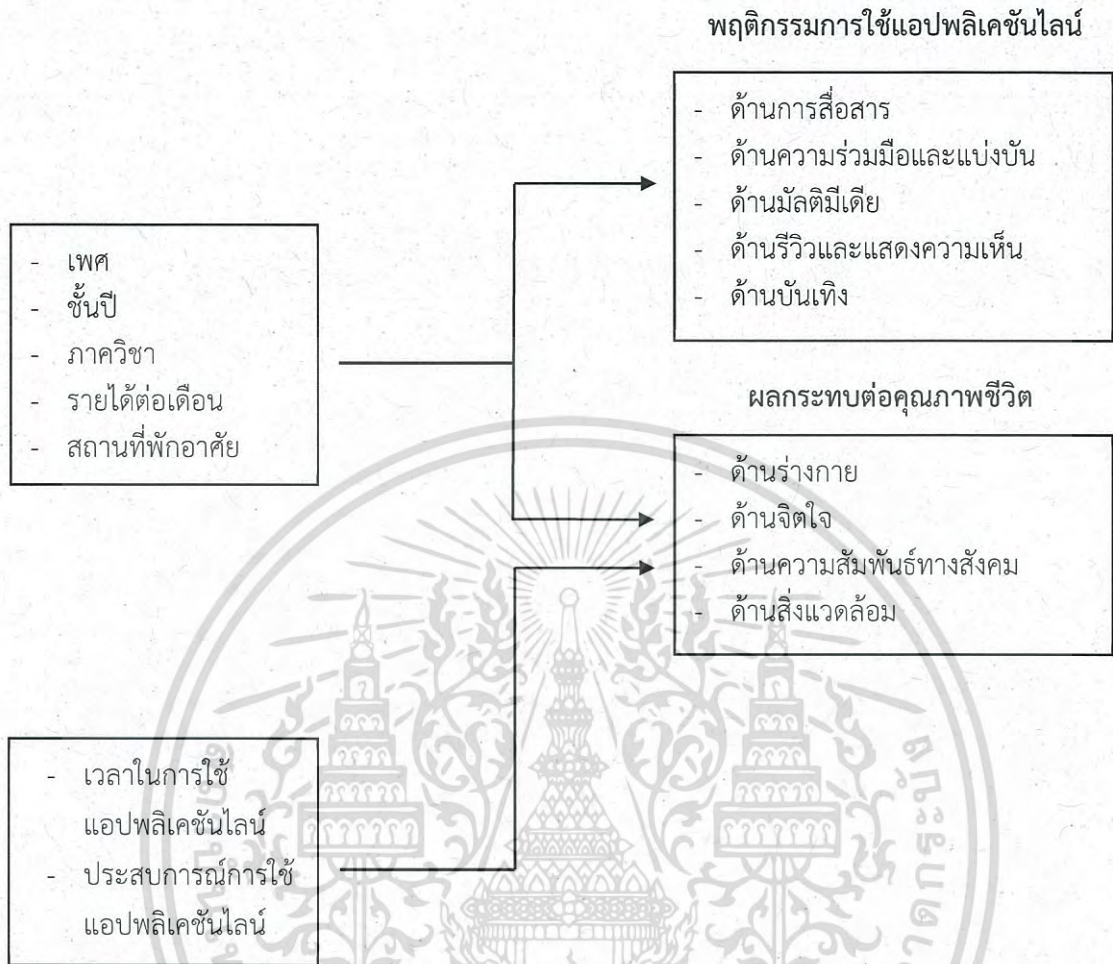 พฤติกรรมการใช้แอปพลิเคชันไลน์
- ด้านการสื่อสาร
- ด้านความร่วมมือและแบ่งบัน
- ด้านมัลติมีเดีย
- ด้านรีวิวและแสดงความเห็น
- ด้านบันเทิง
- เพศ
- ชั้นปี
- ภาควิชา
- รายได้ต่อเดือน
- สถานที่พักอาศัย
ผลกระทบต่อคุณภาพชีวิต
- ด้านร่างกาย
- ด้านจิตใจ
- ด้านความสัมพันธ์ทางสังคม
- ด้านสิ่งแวดล้อม
- เวลาในการใช้
แอปพลิเคชันไลน์
- ประสบการณ์การใช้
แอปพลิเคชันไลน์